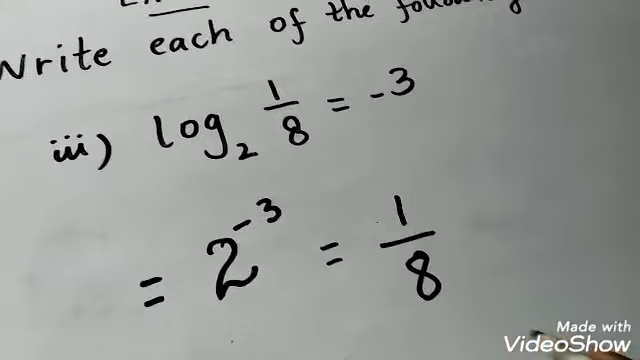 Write each of the
iii) log₂ 1/8 = -3
= 2⁻³ = 1/8
Made with
VideoShow